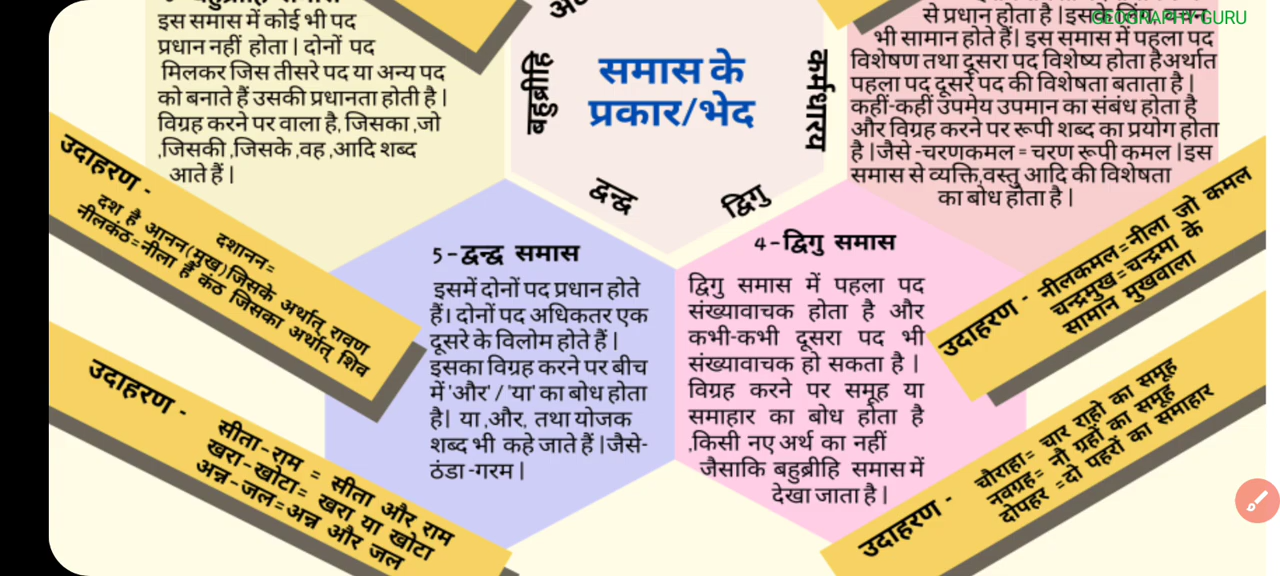 इस समास में कोई भी पद
प्रधान नहीं होता | दोनों पद
मिलकर जिस तीसरे पद या अन्य पद
को बनाते हैं उसकी प्रधानता होती है |
विग्रह करने पर वाला है, जिसका ,जो
,जिसकी ,जिसके ,वह ,आदि शब्द
आते हैं |
उदाहरण -
दशानन=
दश है आनन(मुख)जिसके अर्थात् रावण
नीलकंठ=नीला है कंठ जिसका अर्थात् शिव
बहुब्रीहि
समास के
प्रकार/भेद
कर्मधारय
द्वन्द्व
द्विगु
GEOGRAPHY GURU
से प्रधान होता है |इसके
भी सामान होते हैं| इस समास में पहला पद
विशेषण तथा दूसरा पद विशेष्य होता हैअर्थात
पहला पद दूसरे पद की विशेषता बताता है |
कहीं-कहीं उपमेय उपमान का संबंध होता है
और विग्रह करने पर रूपी शब्द का प्रयोग होता
है |जैसे -चरणकमल = चरण रूपी कमल |इस
समास से व्यक्ति,वस्तु आदि की विशेषता
का बोध होता है |
उदाहरण - नीलकमल=नीला जो कमल
चन्द्रमुख=चन्द्रमा के
सामान मुखवाला
5-द्वन्द्व समास
इसमें दोनों पद प्रधान होते
हैं। दोनों पद अधिकतर एक
दूसरे के विलोम होते हैं |
इसका विग्रह करने पर बीच
में 'और' / 'या' का बोध होता
है| या ,और, तथा योजक
शब्द भी कहे जाते हैं |जैसे-
ठंडा -गरम |
उदाहरण -
सीता-राम = सीता और राम
खरा-खोटा= खरा या खोटा
अन्न-जल=अन्न और जल
4-द्विगु समास
द्विगु समास में पहला पद
संख्यावाचक होता है और
कभी-कभी दूसरा पद भी
संख्यावाचक हो सकता है |
विग्रह करने पर समूह या
समाहार का बोध होता है
,किसी नए अर्थ का नहीं
जैसाकि बहुब्रीहि समास में
देखा जाता है |
उदाहरण -
चौराहा= चार राहो का समूह
नवग्रह= नौ ग्रहों का समूह
दोपहर =दो पहरों का समाहार